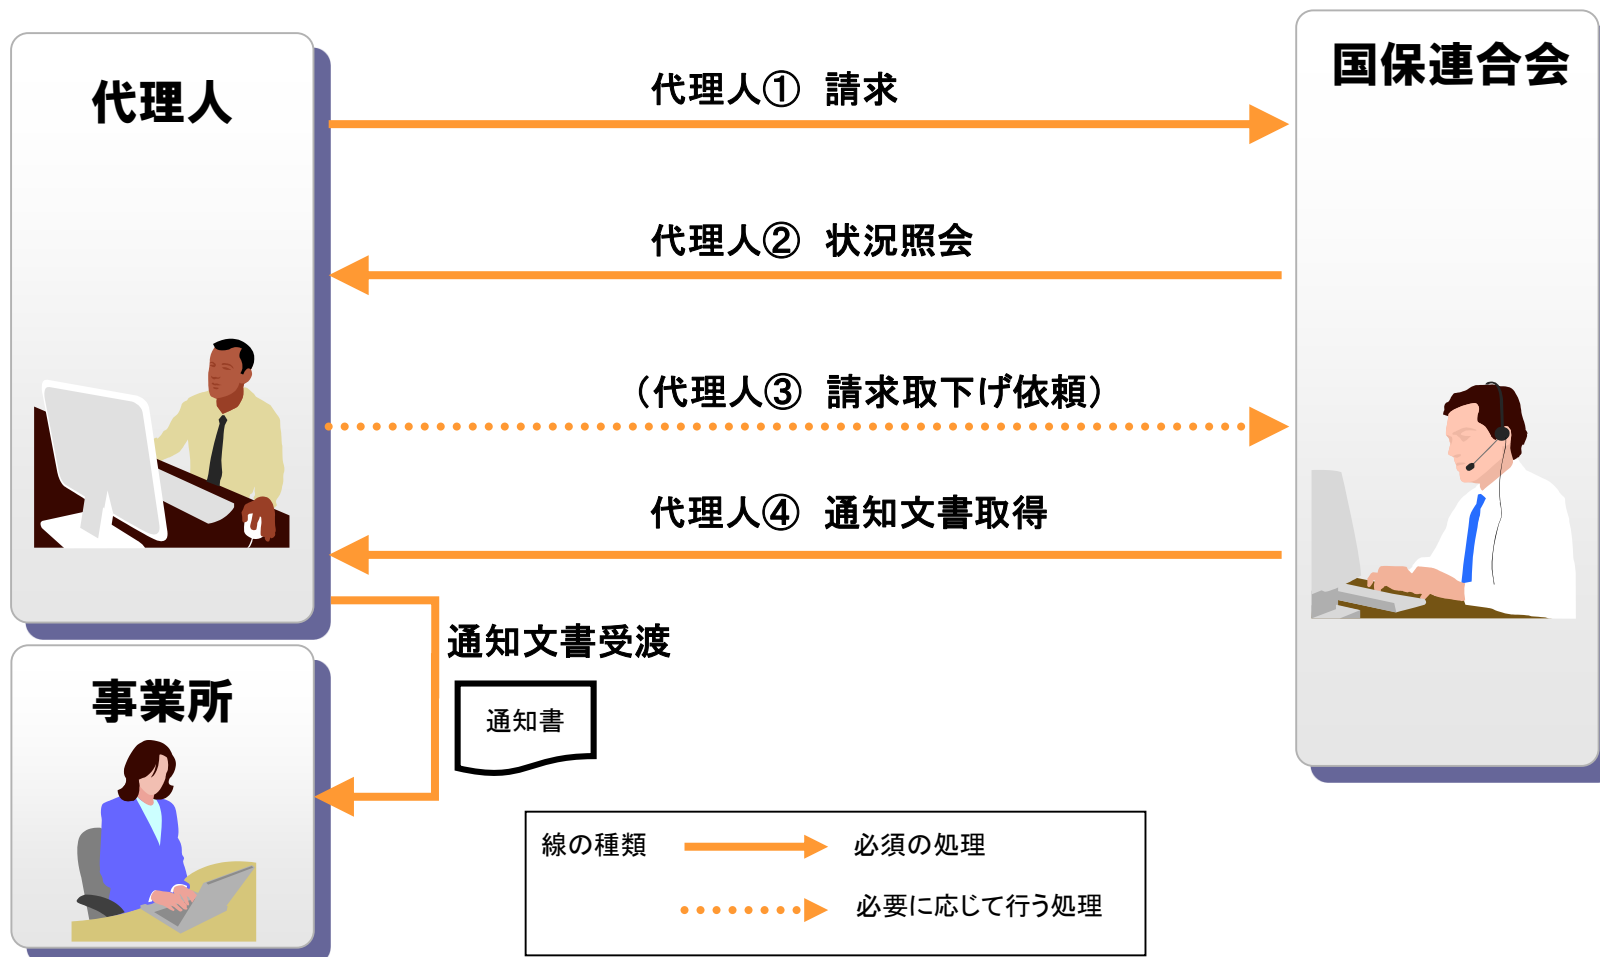 代理人
国保連合会
代理人① 請求
代理人② 状況照会
（代理人③ 請求取下げ依頼）
代理人④ 通知文書取得
通知文書受渡
事業所
通知書
線の種類
必須の処理
必要に応じて行う処理